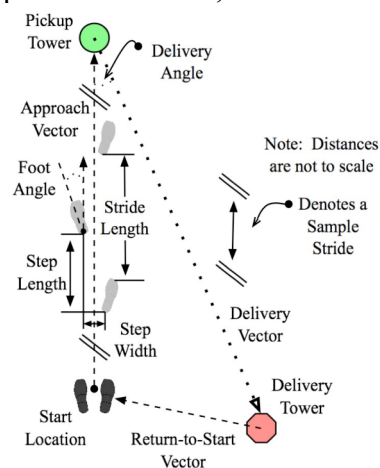 Pickup
Tower
Delivery
Angle
Approach
Vector
Note: Distances
are not to scale
Foot
Angle
Stride
Length
Denotes a
Sample
Stride
Step
Length
Step
Width
Delivery
Vector
Start
Location
Delivery
Tower
Return-to-Start
Vector